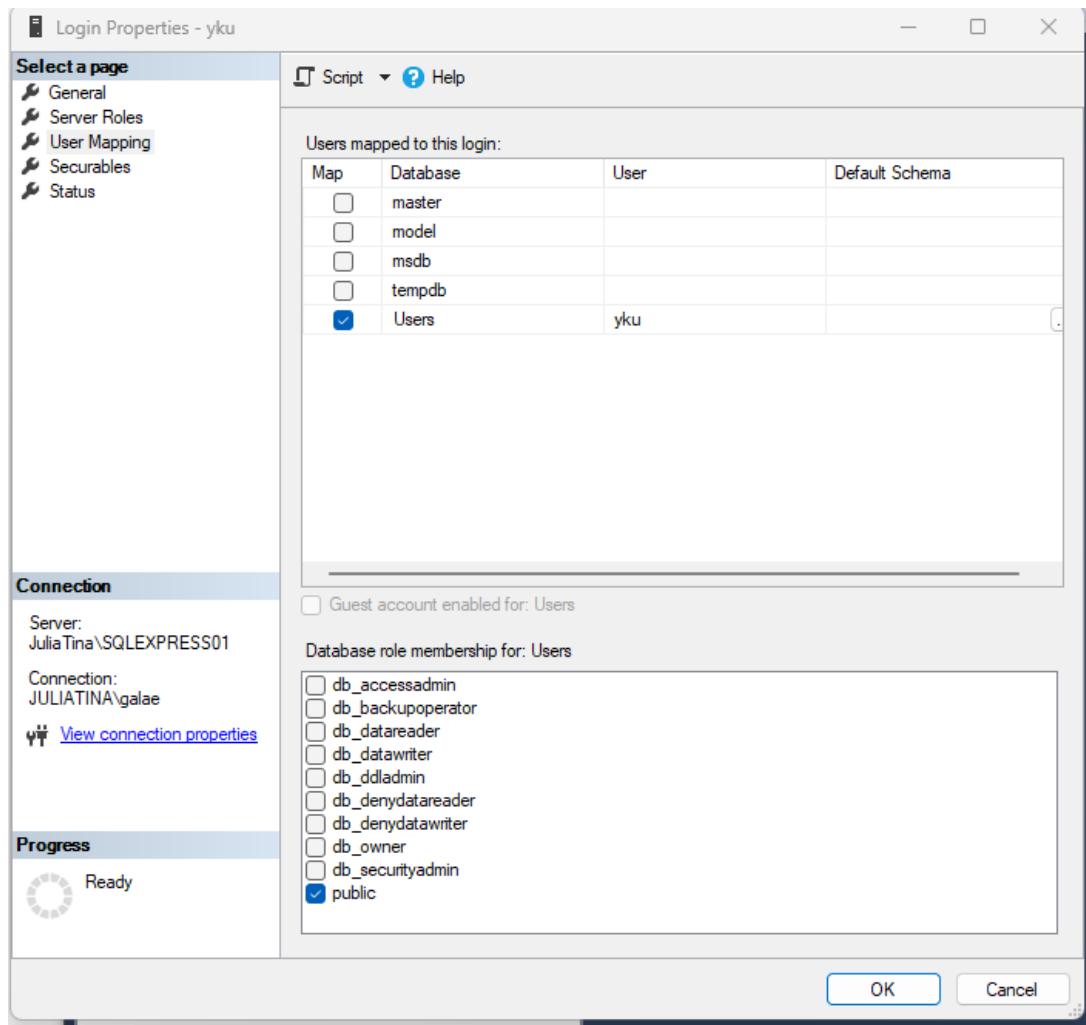 Login Properties - yku
Select a page
General
Server Roles
User Mapping
Securables
Status
Script Help
Users mapped to this login:
Map Database User Default Schema
master
model
msdb
tempdb
Users yku
Guest account enabled for: Users
Database role membership for: Users
db_accessadmin
db_backupoperator
db_datareader
db_datawriter
db_ddladmin
db_denydatareader
db_denydatawriter
db_owner
db_securityadmin
public
Connection
Server:
JuliaTina\SQLEXPRESS01
Connection:
JULIATINA\galae
View connection properties
Progress
Ready
OK Cancel